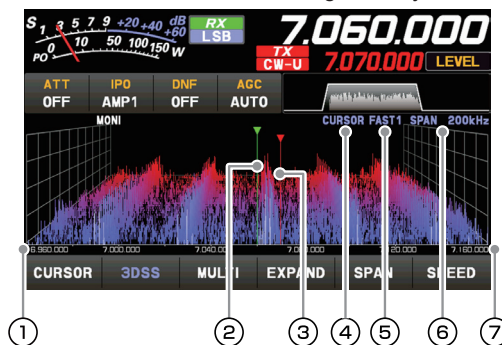 S 1 3 5 7 9 +20 +40 +60 dB
PO 0 10 50 100 150 W
RX
LSB
7.060.000
TX
CW-U
7.070.000
LEVEL
ATT IPO DNF AGC
OFF AMP1 OFF AUTO
MONI
CURSOR FAST1 SPAN 200kHz
6.960.000 7.000.000 7.160.000
CURSOR 3DSS MULTI EXPAND SPAN SPEED
① ② ③ ④ ⑤ ⑥ ⑦